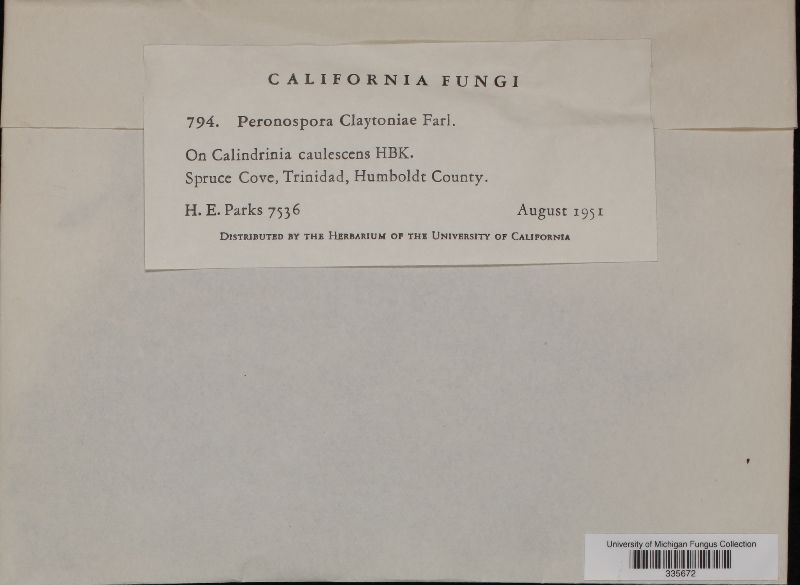 CALIFORNIA FUNGI
794. Peronospora Claytoniae Farl.
On Calindrinia caulescens HBK.
Spruce Cove, Trinidad, Humboldt County.
H. E. Parks 7536 August 1951
Distributed by the Herbarium of the University of California
University of Michigan Fungus Collection
335672